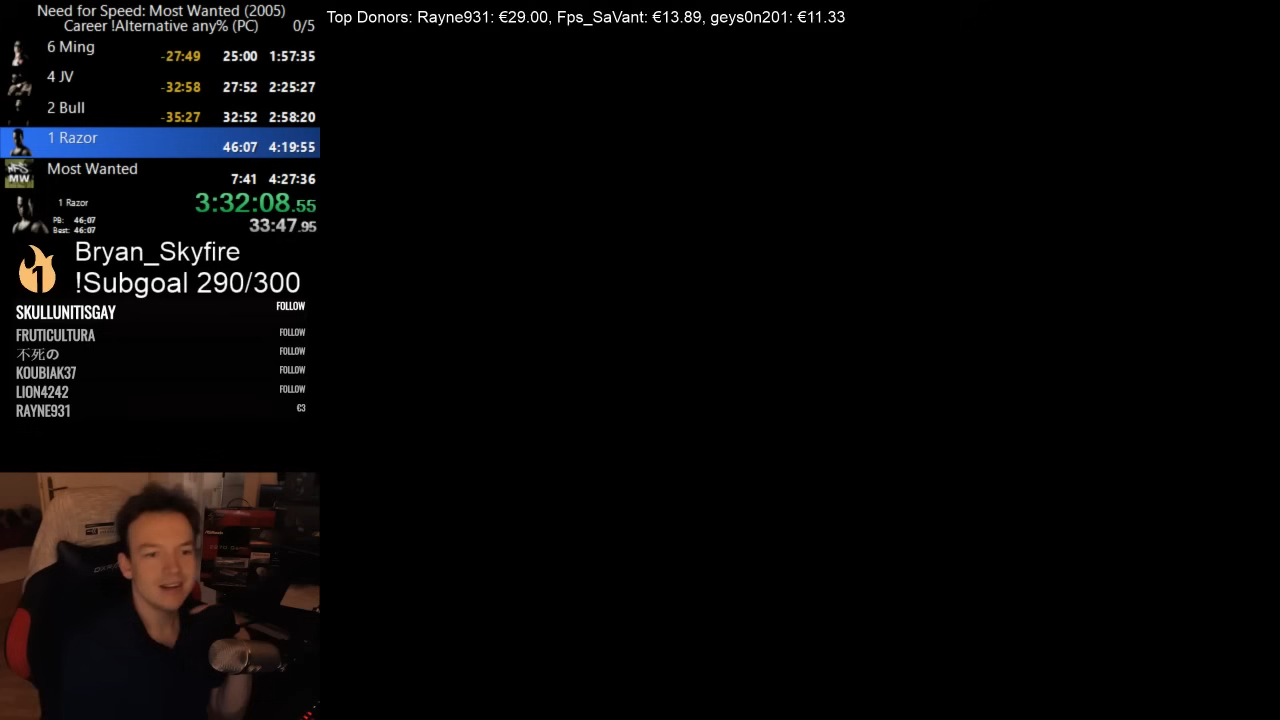 Need for Speed: Most Wanted (2005)
Career !Alternative any% (PC) 0/5
6 Ming -27:49 25:00 1:57:35
4 JV -32:58 27:52 2:25:27
2 Bull -35:27 32:52 2:58:20
1 Razor 46:07 4:19:55
Most Wanted 7:41 4:27:36
MW
1 Razor 3:32:08.55
PB: 46:07 33:47.95
Best: 46:07
Bryan_Skyfire
1 !Subgoal 290/300
SKULLUNITISGAY FOLLOW
FRUTICULTURA FOLLOW
不死の FOLLOW
KOUBIAK37 FOLLOW
LION4242 FOLLOW
RAYNE931 €3
Top Donors: Rayne931: €29.00, Fps_SaVant: €13.89, geys0n201: €11.33